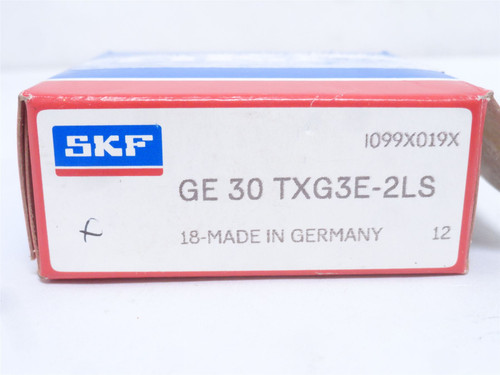 SKF
I099X019X
GE 30 TXG3E-2LS
18-MADE IN GERMANY 12